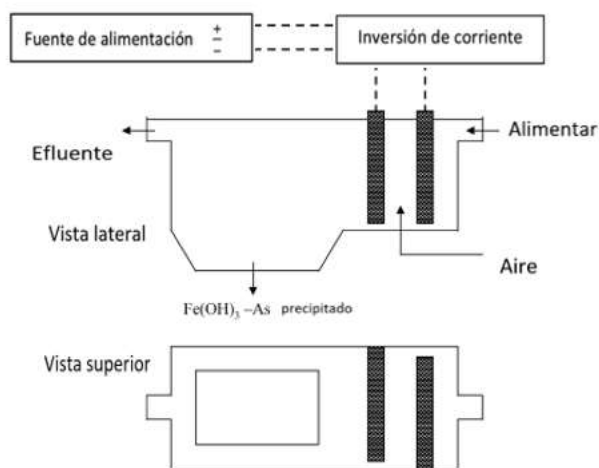 Fuente de alimentación + −
Inversión de corriente
Alimentar
Efluente
Vista lateral
Aire
Fe(OH)₃ –As precipitado
Vista superior